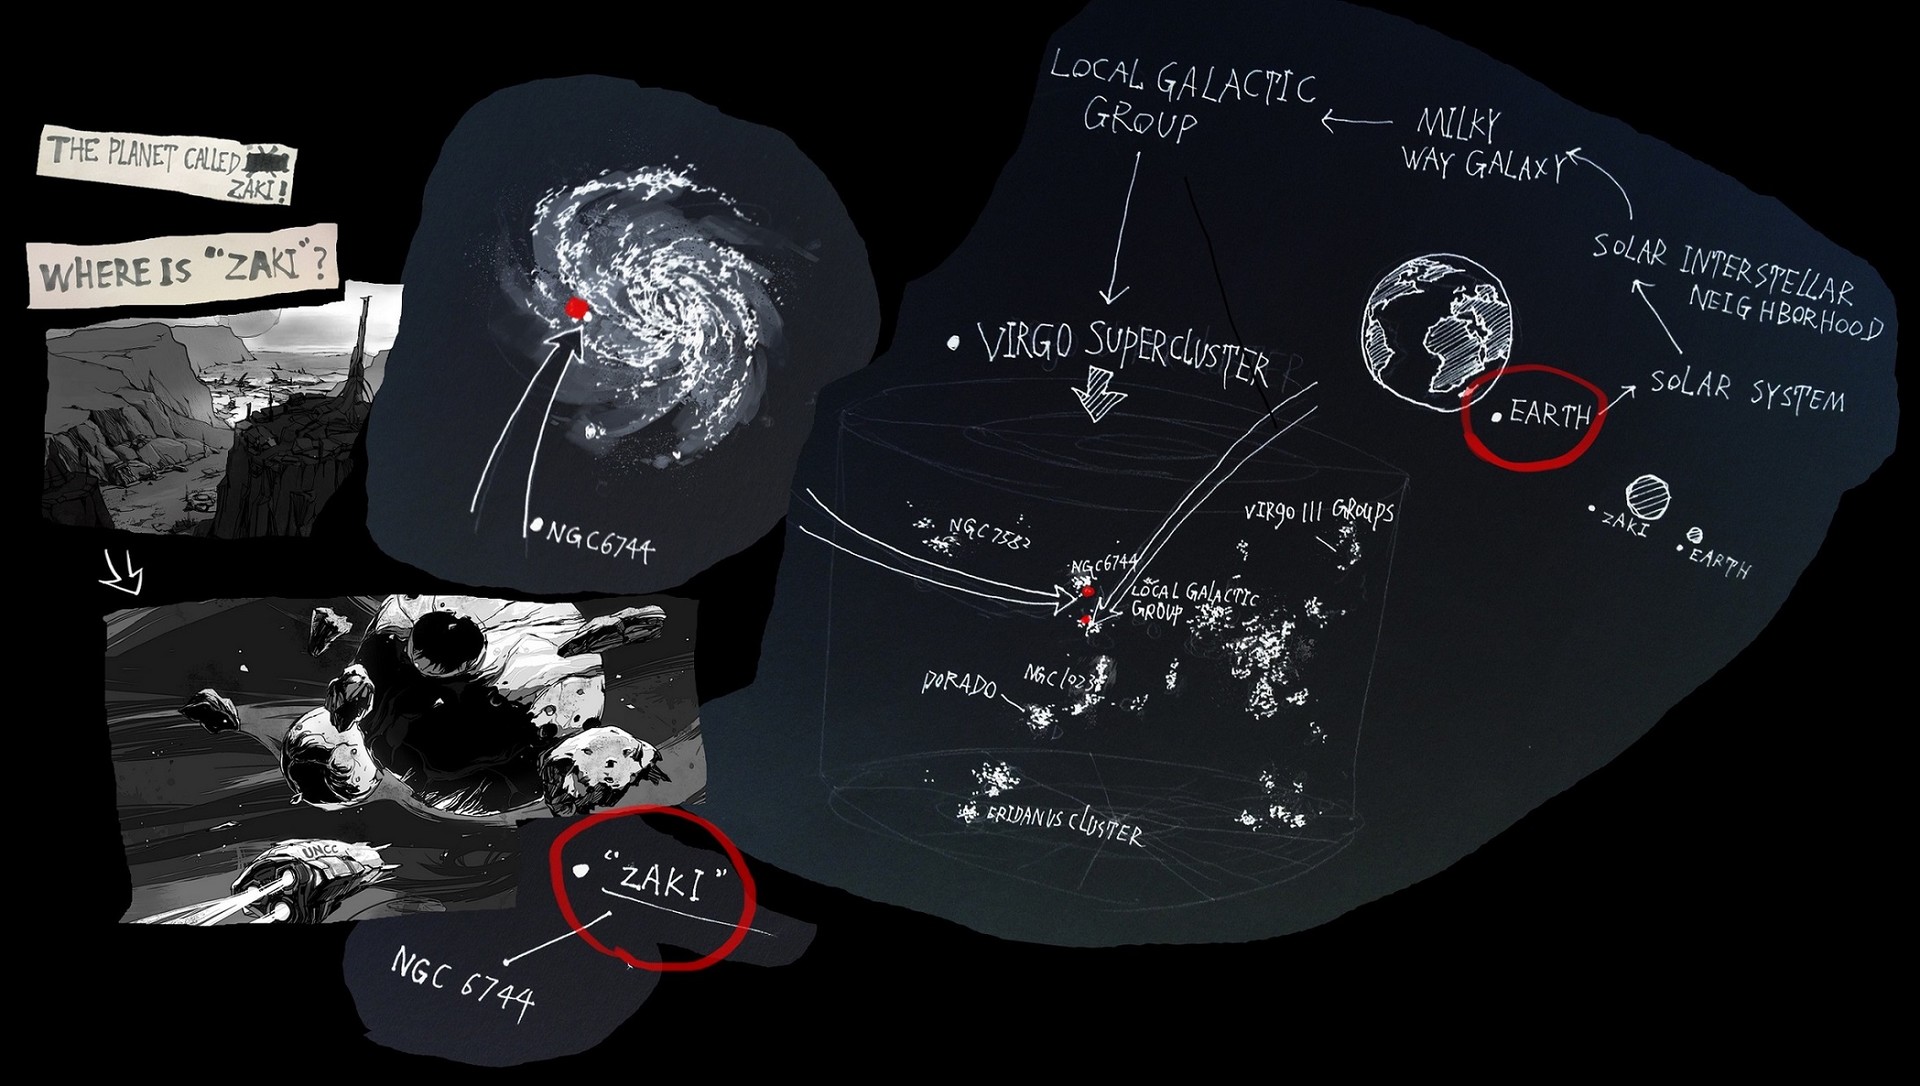 THE PLANET CALLED
ZAKI!
WHERE IS "ZAKI"?
NGC6744
UNCC
"ZAKI"
NGC 6744
LOCAL GALACTIC
GROUP
MILKY
WAY GALAXY
SOLAR INTERSTELLAR
NEIGHBORHOOD
SOLAR SYSTEM
EARTH
VIRGO SUPERCLUSTER
ZAKI
EARTH
NGC7582
VIRGO III GROUPS
NGC6744
LOCAL GALACTIC
GROUP
NGC1023
DORADO
ERIDANUS CLUSTER